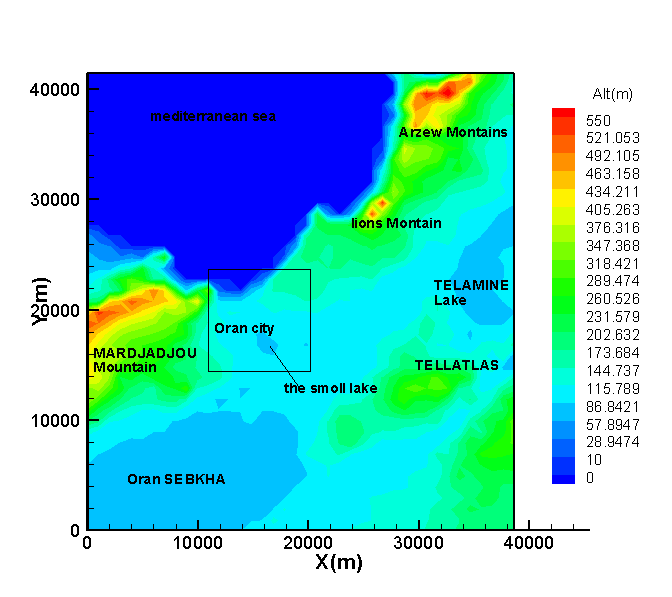 Alt(m)
40000
mediterranean sea
Arzew Montains
550
521.053
492.105
463.158
434.211
405.263
376.316
347.368
318.421
289.474
260.526
231.579
202.632
173.684
144.737
115.789
86.8421
57.8947
28.9474
10
0
30000
lions Montain
Y(m)
20000
TELAMINE
Lake
Oran city
MARDJADJOU
Mountain
TELLATLAS
the smoll lake
10000
Oran SEBKHA
0
0
10000
20000
30000
40000
X(m)